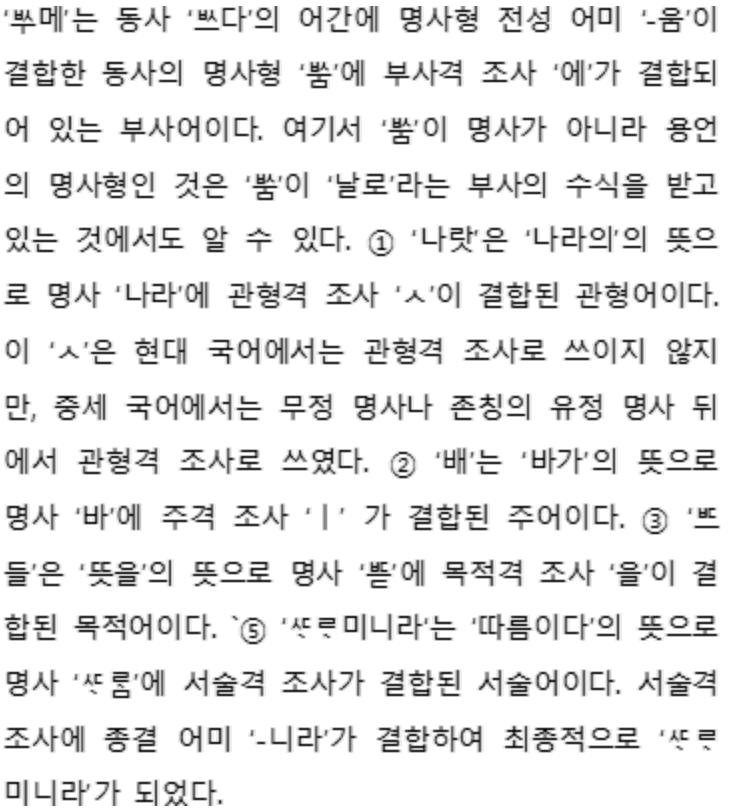 ‘ᄡᅮ메’는 동사 ‘ᄡᅳ다’의 어간에 명사형 전성 어미 ‘-움’이
결합한 동사의 명사형 ‘ᄡᅮᆷ’에 부사격 조사 ‘에’가 결합되
어 있는 부사어이다. 여기서 ‘ᄡᅮᆷ’이 명사가 아니라 용언
의 명사형인 것은 ‘ᄡᅮᆷ’이 ‘날로’라는 부사의 수식을 받고
있는 것에서도 알 수 있다. ① ‘나랏’은 ‘나라의’의 뜻으
로 명사 ‘나라’에 관형격 조사 ‘ㅅ’이 결합된 관형어이다.
이 ‘ㅅ’은 현대 국어에서는 관형격 조사로 쓰이지 않지
만, 중세 국어에서는 무정 명사나 존칭의 유정 명사 뒤
에서 관형격 조사로 쓰였다. ② ‘배’는 ‘바가’의 뜻으로
명사 ‘바’에 주격 조사 ‘ㅣ’ 가 결합된 주어이다. ③ ‘ᄠᅳ
들’은 ‘뜻을’의 뜻으로 명사 ‘ᄠᅳᆮ’에 목적격 조사 ‘을’이 결
합된 목적어이다. `⑤ ‘ᄯᆞᄅᆞ미니라’는 ‘따름이다’의 뜻으로
명사 ‘ᄯᆞᄅᆞᆷ’에 서술격 조사가 결합된 서술어이다. 서술격
조사에 종결 어미 ‘-니라’가 결합하여 최종적으로 ‘ᄯᆞᄅᆞ
미니라’가 되었다.